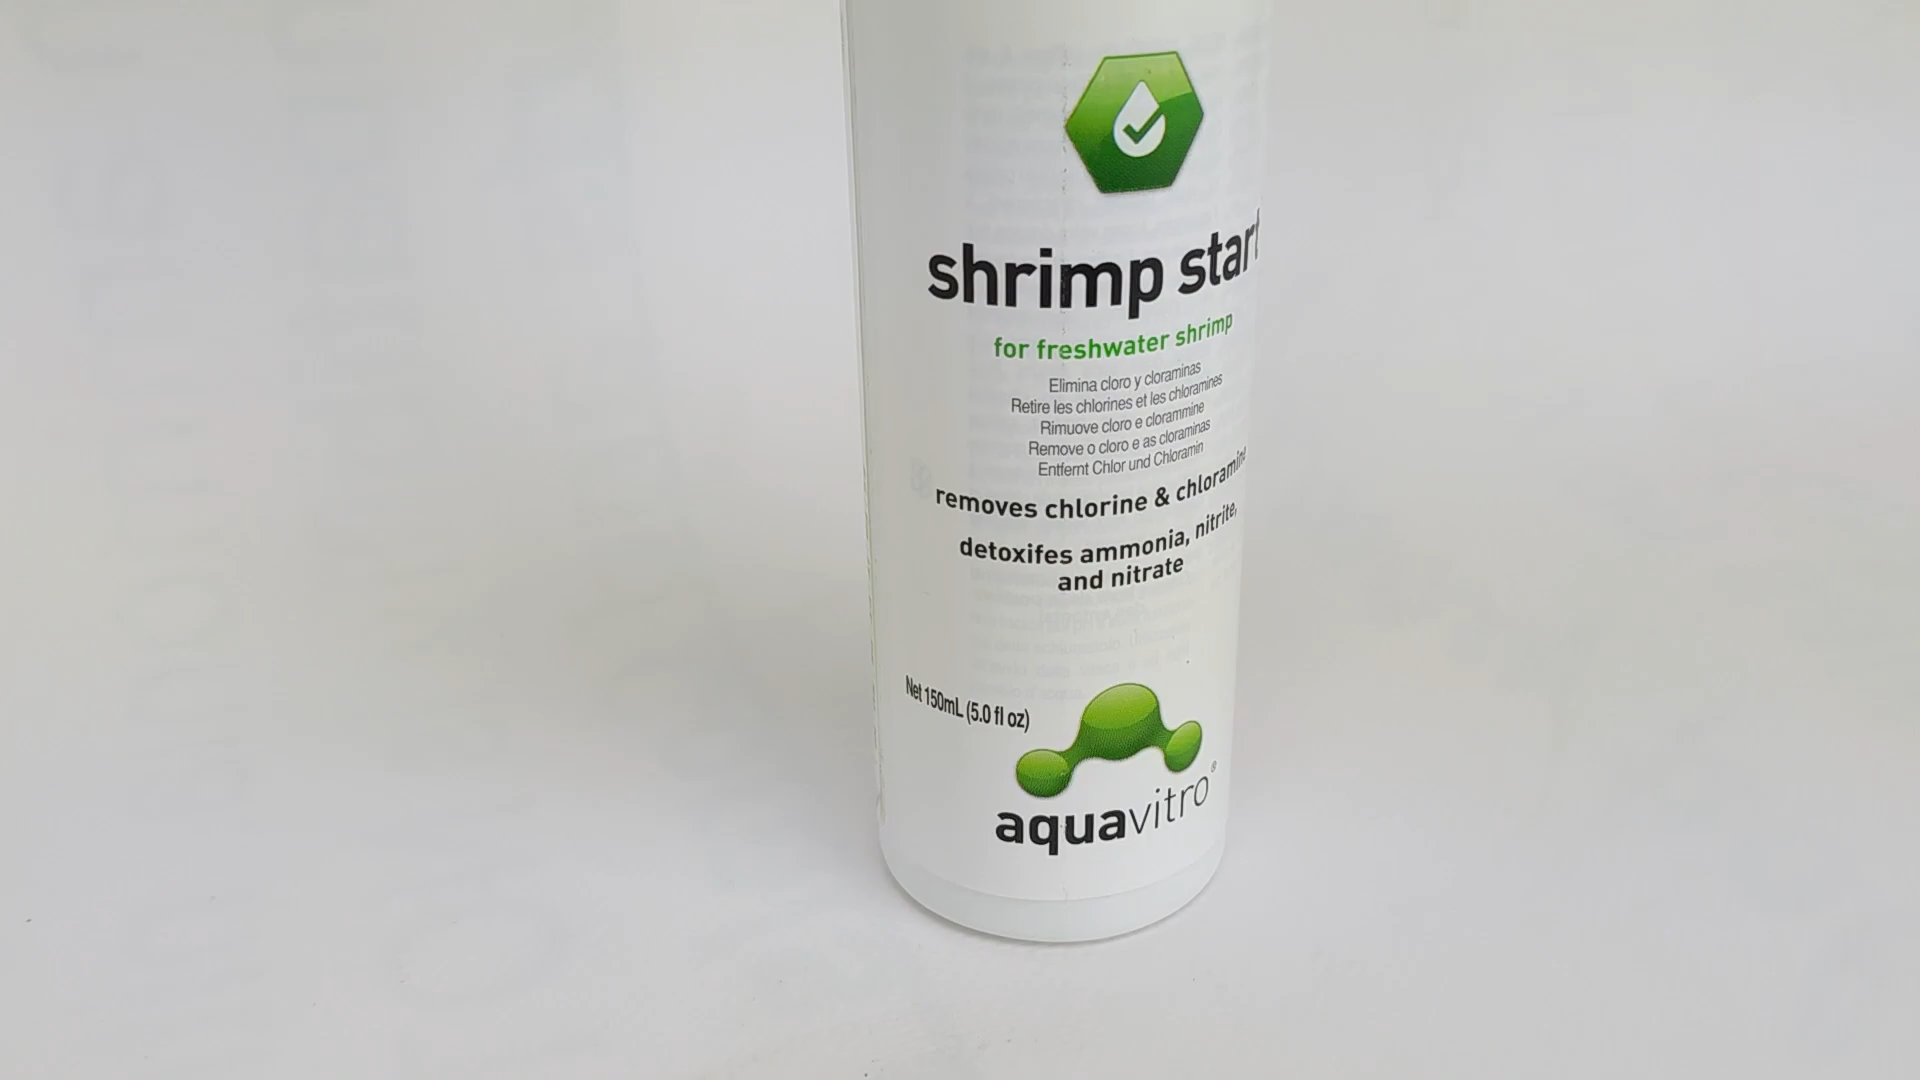 shrimp start
for freshwater shrimp
Elimina cloro y cloraminas
Retire les chlorines et les chloramines
Rimuove cloro e clorammine
Remove o cloro e as cloraminas
Entfernt Chlor und Chloramin
removes chlorine & chloramine
detoxifes ammonia, nitrite,
and nitrate
Net 150mL (5.0 fl oz)
aquavitro®